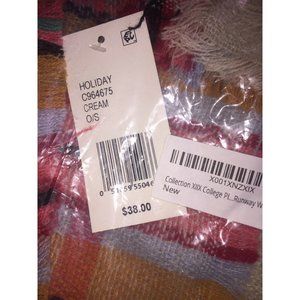 HOLIDAY
C964675
CREAM
O/S
$38.00
X001XNZXIX
Collection XIIX College Pl...Runway W
New